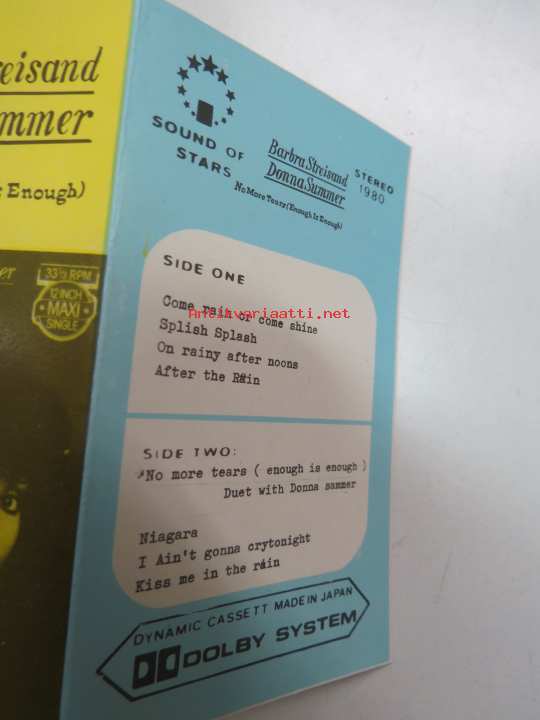 reisand
mmer
Enough)
33⅓ RPM
12 INCH
MAXI
SINGLE
SOUND OF
STARS
Barbra Streisand
Donna Summer
No More Tears (Enough Is Enough)
STEREO
1980
SIDE ONE
Come rain or come shine
Antikvariaatti.net
Splish Splash
On rainy after noons
After the Rain
SIDE TWO:
No more tears ( enough is enough )
Duet with Donna sammer
Niagara
I Ain't gonna crytonight
Kiss me in the rain
DYNAMIC CASSETT MADE IN JAPAN
DOLBY SYSTEM